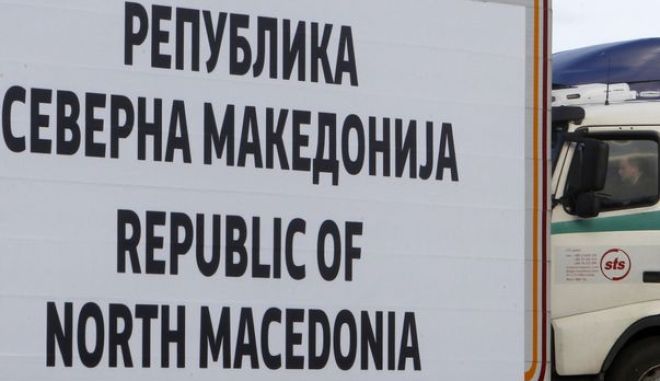 РЕПУБЛИКА
СЕВЕРНА МАКЕДОНИЈА
REPUBLIC OF
NORTH MACEDONIA
sts